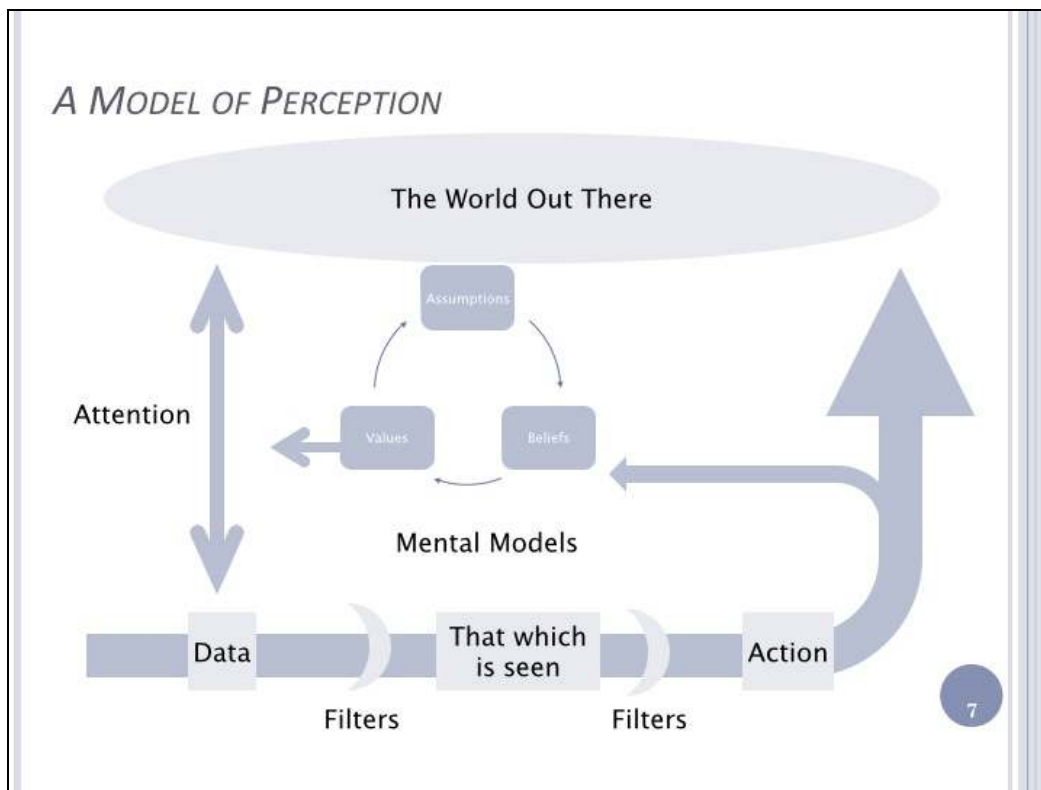 A MODEL OF PERCEPTION
The World Out There
Assumptions
Attention
Values
Beliefs
Mental Models
Data
That which
is seen
Action
Filters
Filters
7